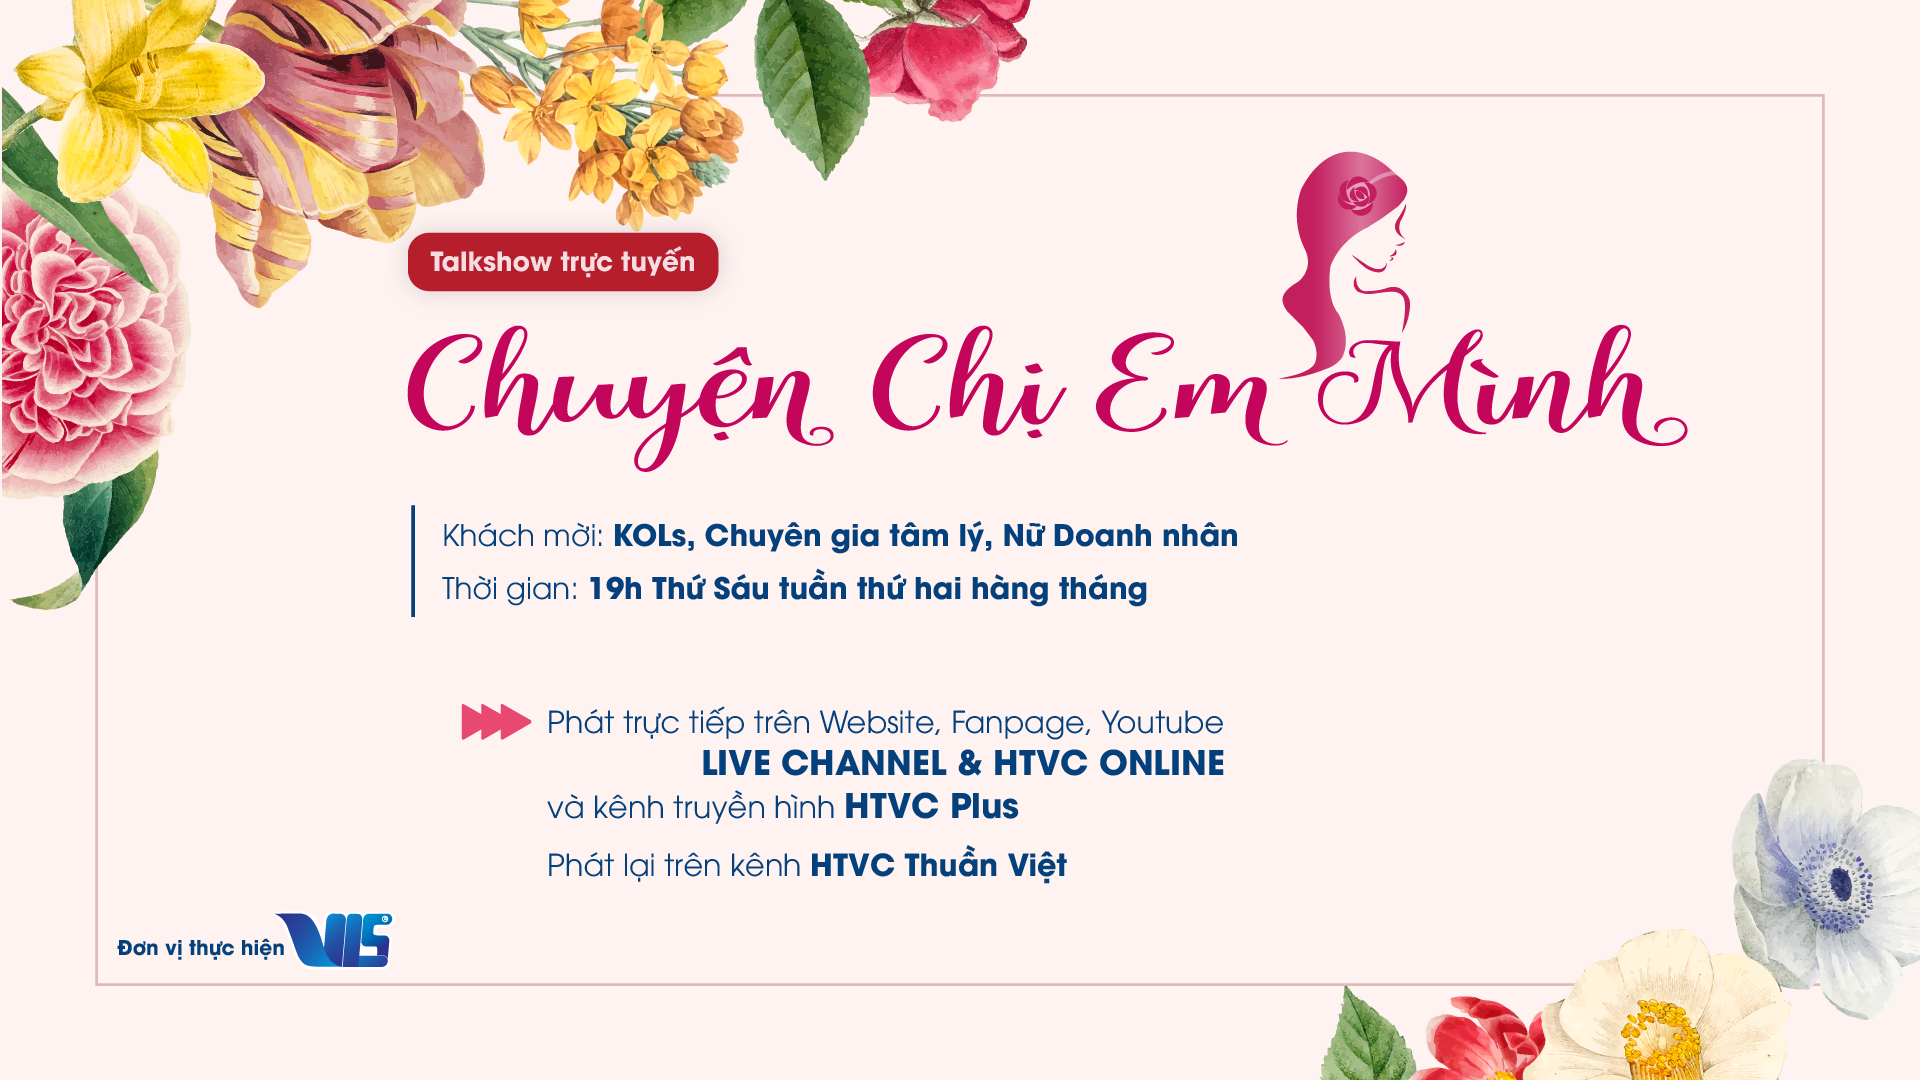 Talkshow trực tuyến
Chuyện Chị Em Mình
Khách mời: KOLs, Chuyên gia tâm lý, Nữ Doanh nhân
Thời gian: 19h Thứ Sáu tuần thứ hai hàng tháng
Phát trực tiếp trên Website, Fanpage, Youtube
LIVE CHANNEL & HTVC ONLINE
và kênh truyền hình HTVC Plus
Phát lại trên kênh HTVC Thuần Việt
Đơn vị thực hiện